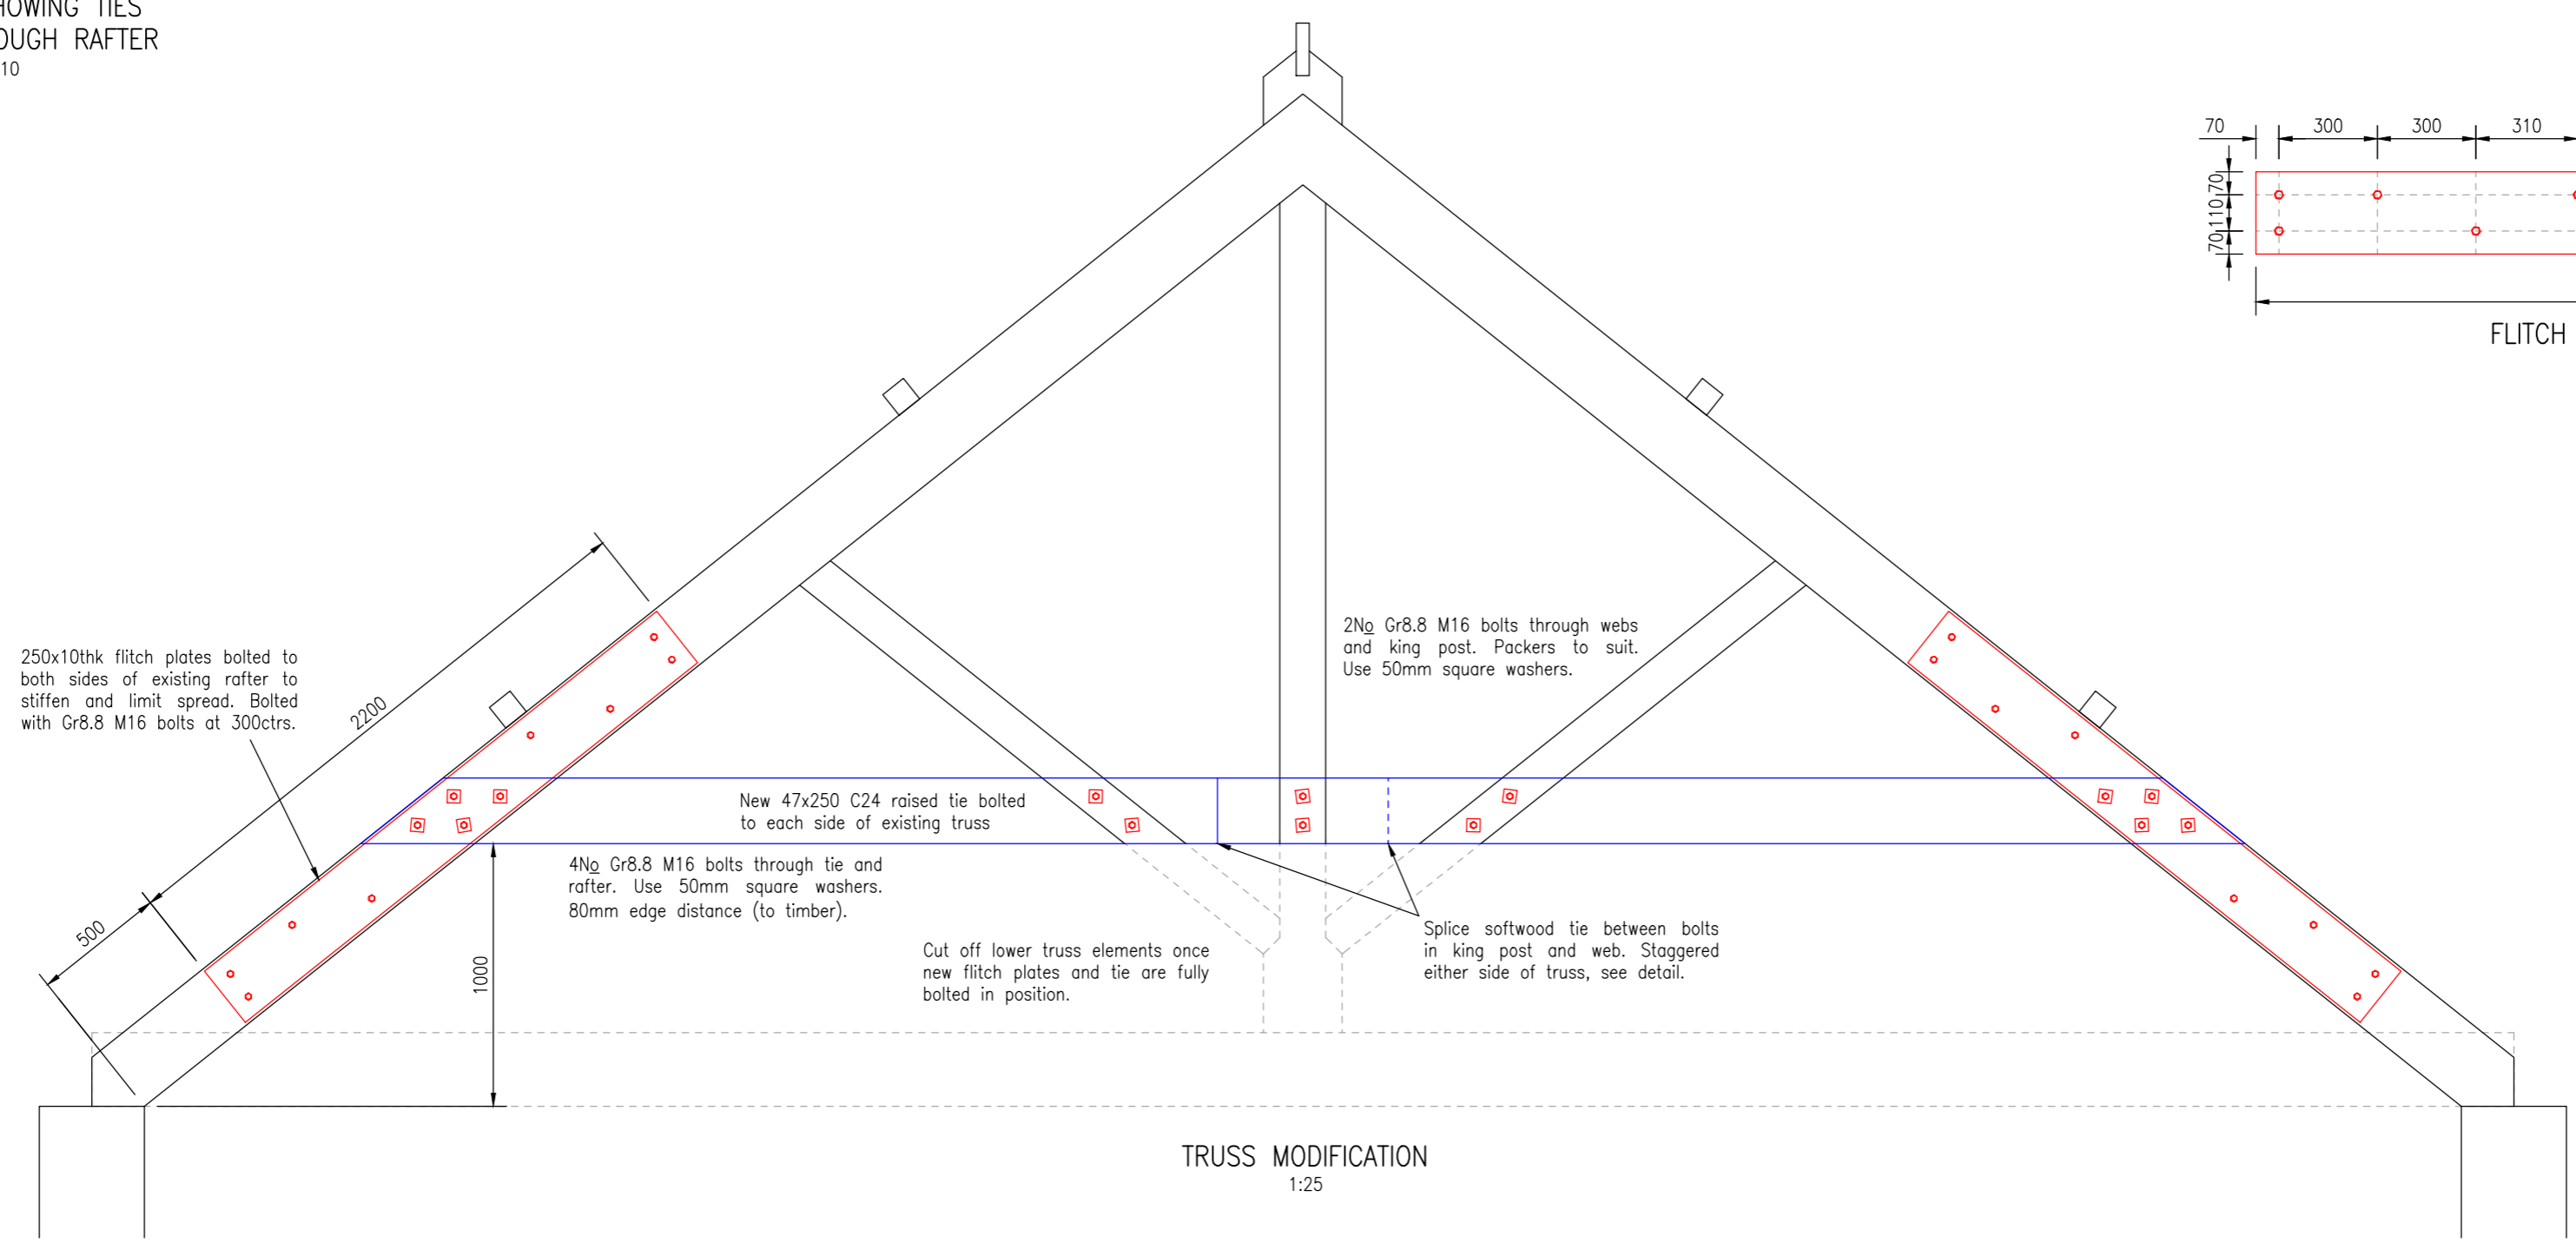 HOWING TIES
OUGH RAFTER
10
70
300
300
310
70
110
70
FLITCH
250x10thk flitch plates bolted to
both sides of existing rafter to
stiffen and limit spread. Bolted
with Gr8.8 M16 bolts at 300ctrs.
2200
500
2No Gr8.8 M16 bolts through webs
and king post. Packers to suit.
Use 50mm square washers.
New 47x250 C24 raised tie bolted
to each side of existing truss
4No Gr8.8 M16 bolts through tie and
rafter. Use 50mm square washers.
80mm edge distance (to timber).
1000
Cut off lower truss elements once
new flitch plates and tie are fully
bolted in position.
Splice softwood tie between bolts
in king post and web. Staggered
either side of truss, see detail.
TRUSS MODIFICATION
1:25